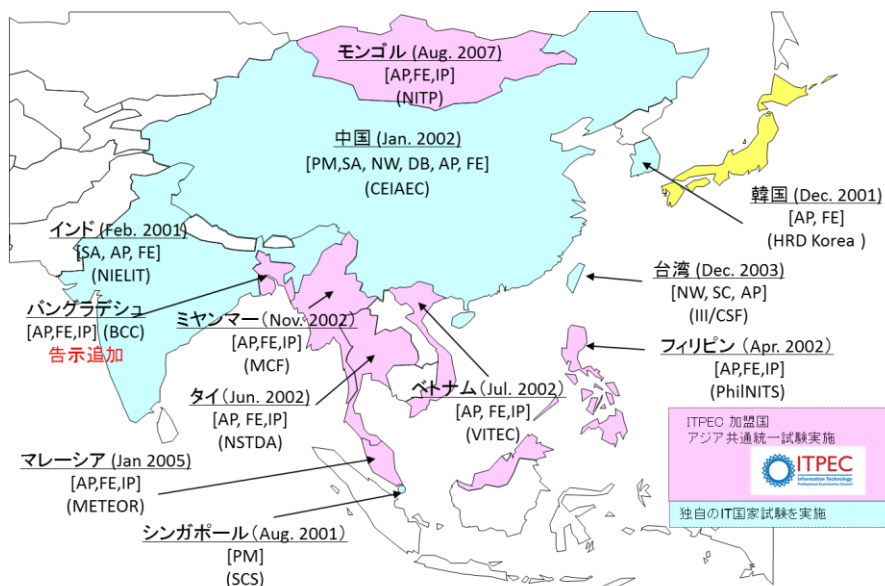 モンゴル (Aug. 2007)
[AP,FE,IP]
(NITP)
中国 (Jan. 2002)
[PM,SA, NW, DB, AP, FE]
(CEIAEC)
韓国 (Dec. 2001)
[AP, FE]
(HRD Korea )
インド (Feb. 2001)
[SA, AP, FE]
(NIELIT)
台湾 (Dec. 2003)
[NW, SC, AP]
(III/CSF)
バングラデシュ
[AP,FE,IP] (BCC)
告示追加
ミヤンマー(Nov. 2002)
[AP,FE,IP]
(MCF)
フィリピン (Apr. 2002)
[AP,FE,IP]
(PhilNITS)
タイ (Jun. 2002)
[AP, FE,IP]
(NSTDA)
ベトナム(Jul. 2002)
[AP, FE,IP]
(VITEC)
マレーシア (Jan 2005)
[AP,FE,IP]
(METEOR)
シンガポール(Aug. 2001)
[PM]
(SCS)
ITPEC 加盟国
アジア共通統一試験実施
ITPEC
Information Technology
Professional Examination Council
独自のIT国家試験を実施